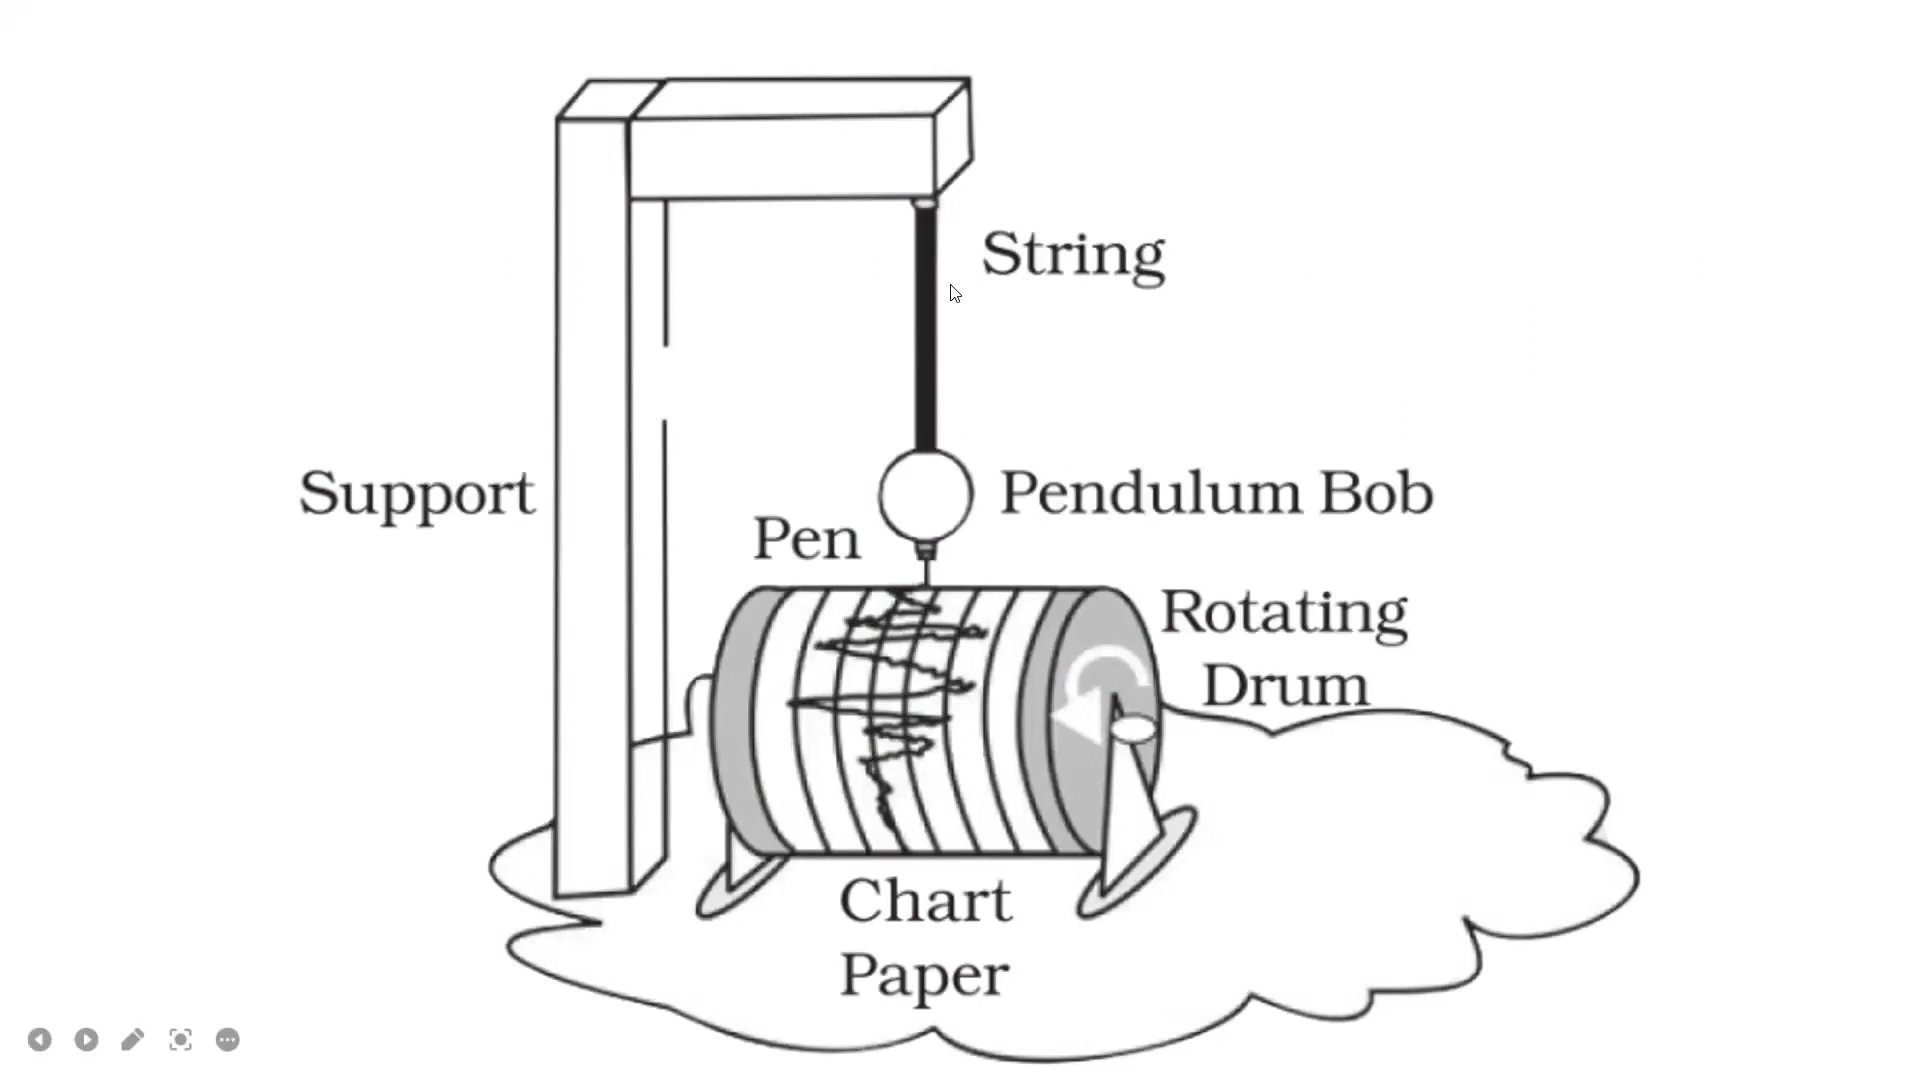 String
Support
Pendulum Bob
Pen
Rotating
Drum
Chart
Paper